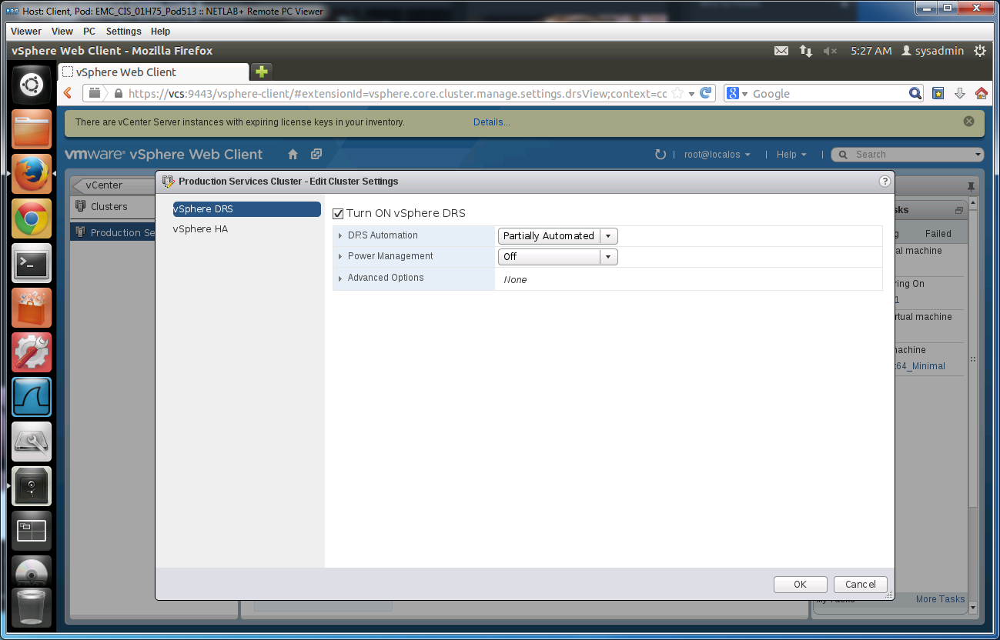 Host: Client, Pod: EMC_CIS_01H75_Pod513 :: NETLAB+ Remote PC Viewer
Viewer View PC Settings Help
vSphere Web Client - Mozilla Firefox
5:27 AM sysadmin
vSphere Web Client
https://vcs:9443/vsphere-client/#extensionId=vsphere.core.cluster.manage.settings.drsView;context=cc
Google
There are vCenter Server instances with expiring license keys in your inventory. Details...
vmware® vSphere Web Client
root@localos
Help
Search
vCenter
Clusters
Production Se
Production Services Cluster - Edit Cluster Settings
vSphere DRS
vSphere HA
Turn ON vSphere DRS
DRS Automation Partially Automated
Power Management Off
Advanced Options None
sks
g Failed
al machine
ring On
1
rtual machine
machine
x64_Minimal
OK Cancel
My Tasks More Tasks